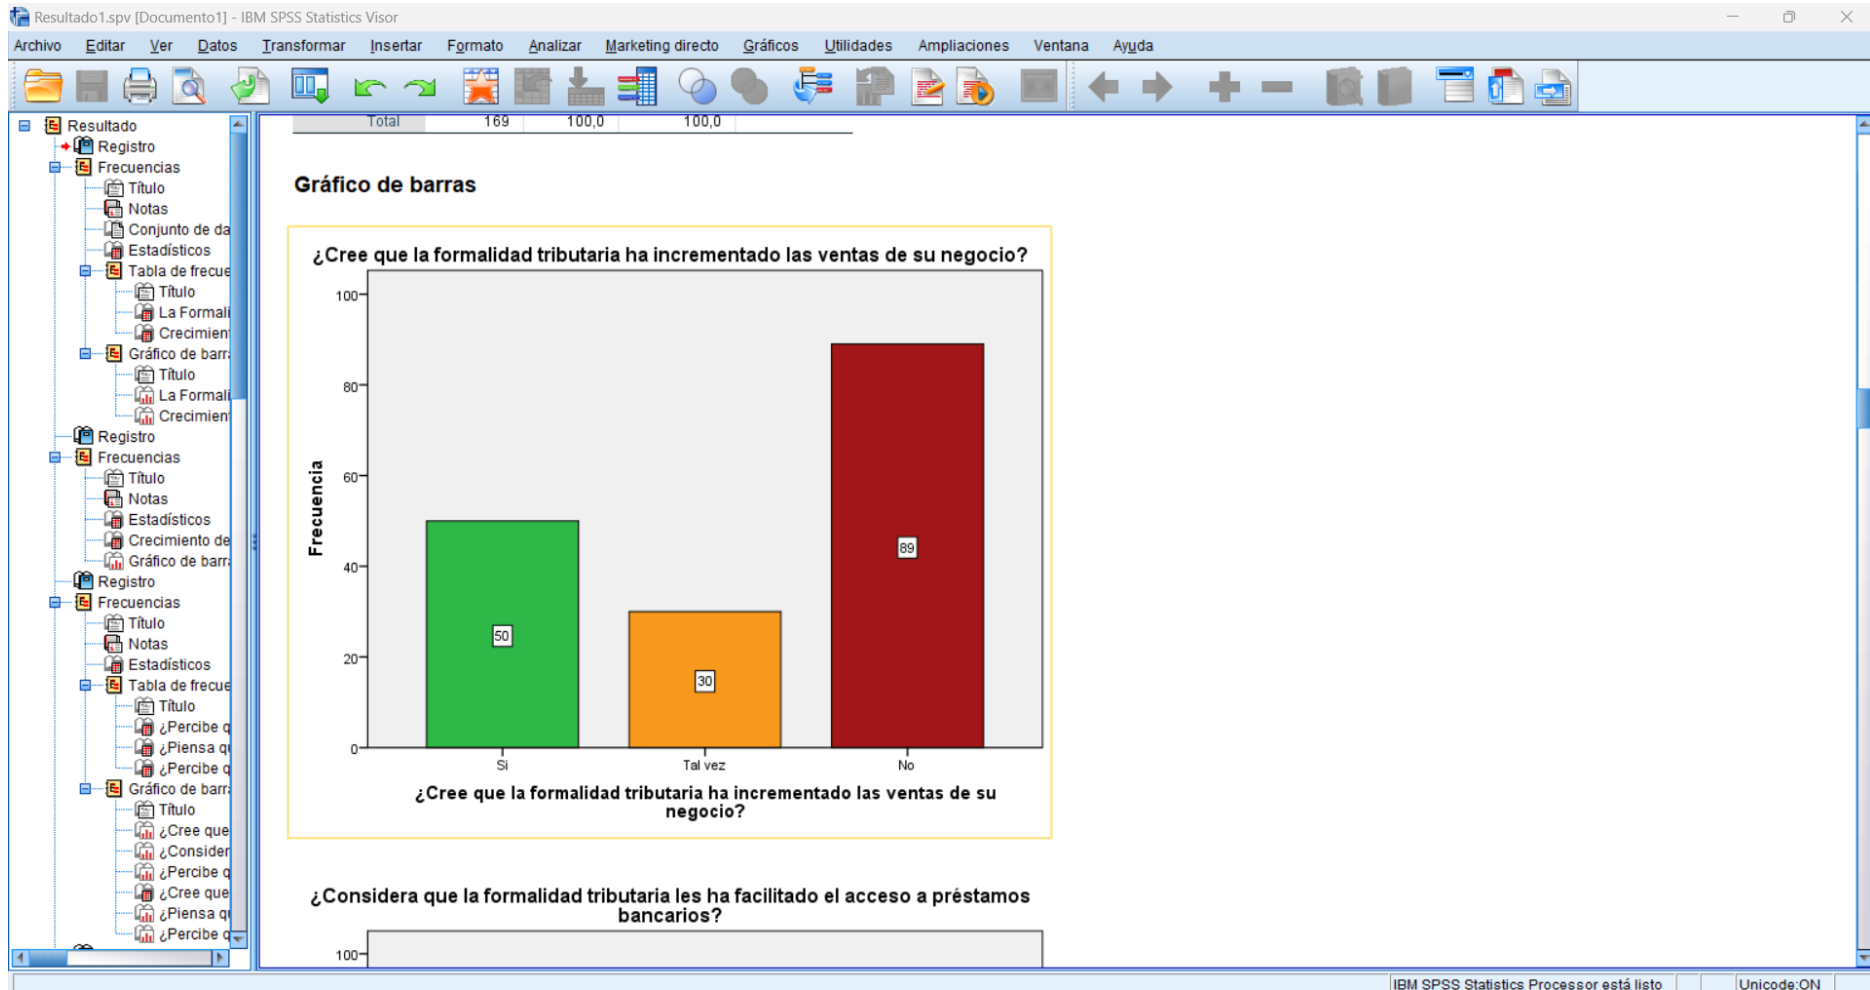 Resultado1.spv [Documento1] - IBM SPSS Statistics Visor
Archivo Editar Ver Datos Transformar Insertar Formato Analizar Marketing directo Gráficos Utilidades Ampliaciones Ventana Ayuda
Resultado
Registro
Frecuencias
Título
Notas
Conjunto de da
Estadísticos
Tabla de frecue
Título
La Formali
Crecimien
Gráfico de barr
Título
La Formali
Crecimien
Registro
Frecuencias
Título
Notas
Estadísticos
Crecimiento de
Gráfico de barr
Registro
Frecuencias
Título
Notas
Estadísticos
Tabla de frecue
Título
¿Percibe q
¿Piensa qu
¿Percibe q
Gráfico de barr
Título
¿Cree que
¿Consider
¿Percibe q
¿Cree que
¿Piensa qu
¿Percibe q
Total 169 100,0 100,0
Gráfico de barras
¿Cree que la formalidad tributaria ha incrementado las ventas de su negocio?
Frecuencia
100
80
60
40
20
0
50
30
89
Si Tal vez No
¿Cree que la formalidad tributaria ha incrementado las ventas de su
negocio?
¿Considera que la formalidad tributaria les ha facilitado el acceso a préstamos
bancarios?
100
IBM SPSS Statistics Processor está listo Unicode:ON